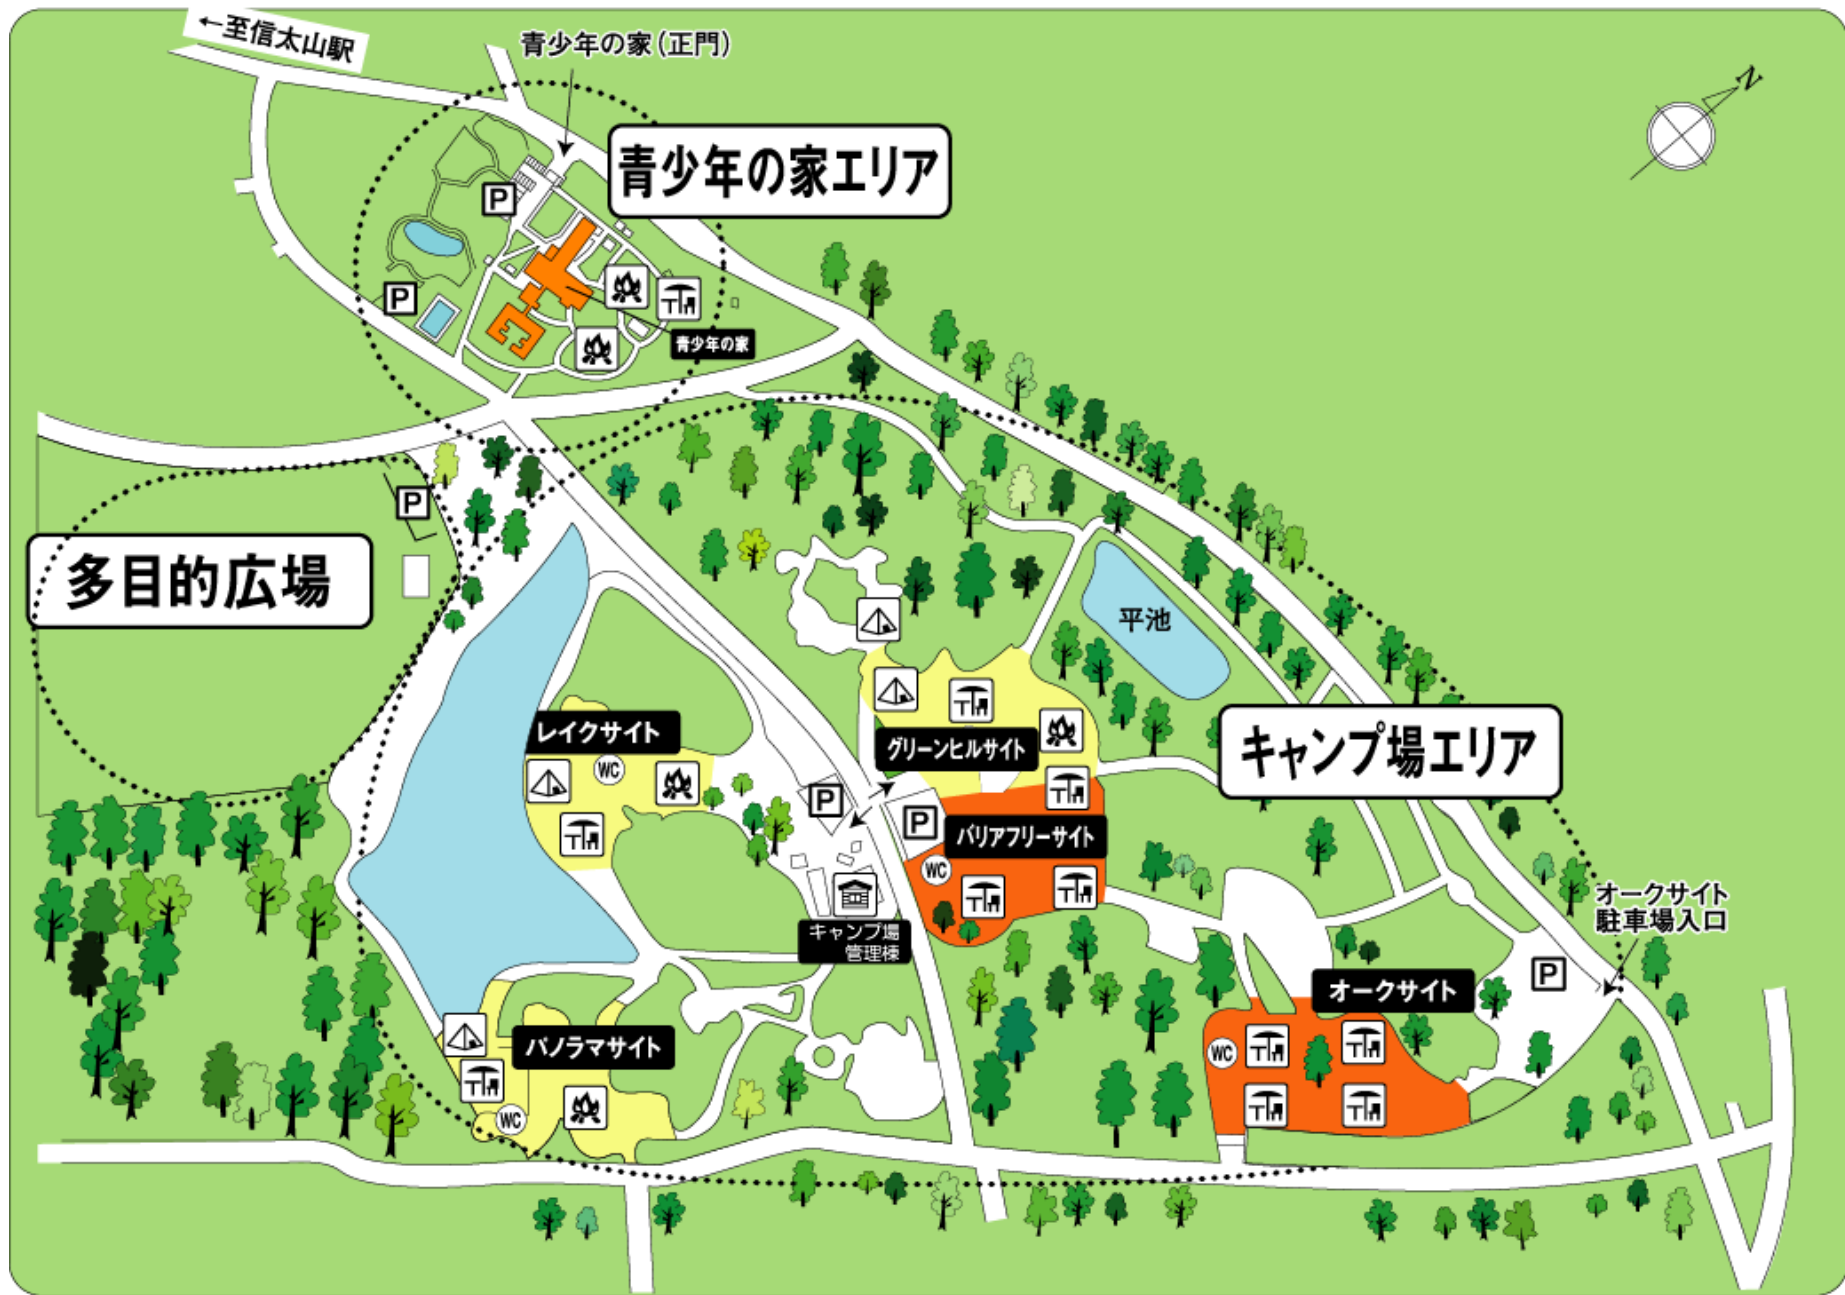 ←至信太山駅
青少年の家（正門）
N
青少年の家エリア
P
P
青少年の家
P
多目的広場
平池
レイクサイト
WC
グリーンヒルサイト
キャンプ場エリア
P
P
バリアフリーサイト
WC
キャンプ場
管理棟
オークサイト
駐車場入口
P
オークサイト
WC
パノラマサイト
WC